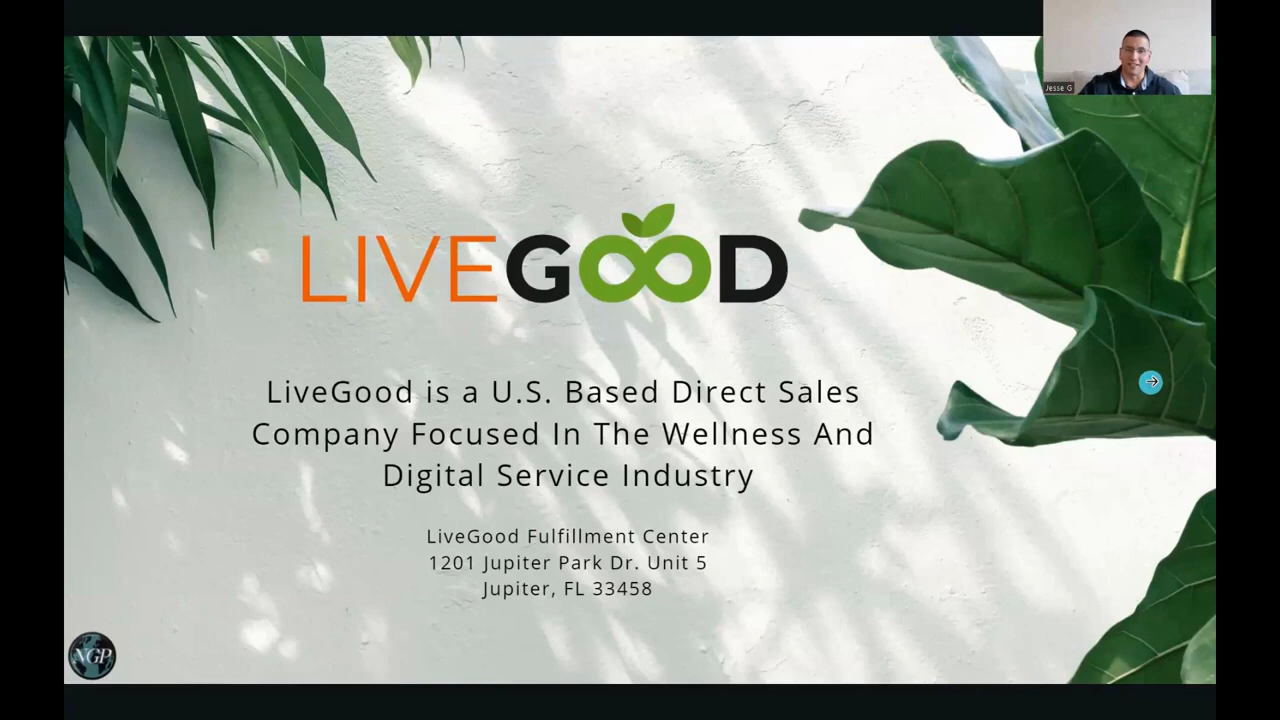 Jesse G
LIVEGOOD
LiveGood is a U.S. Based Direct Sales
Company Focused In The Wellness And
Digital Service Industry
LiveGood Fulfillment Center
1201 Jupiter Park Dr. Unit 5
Jupiter, FL 33458
NGP